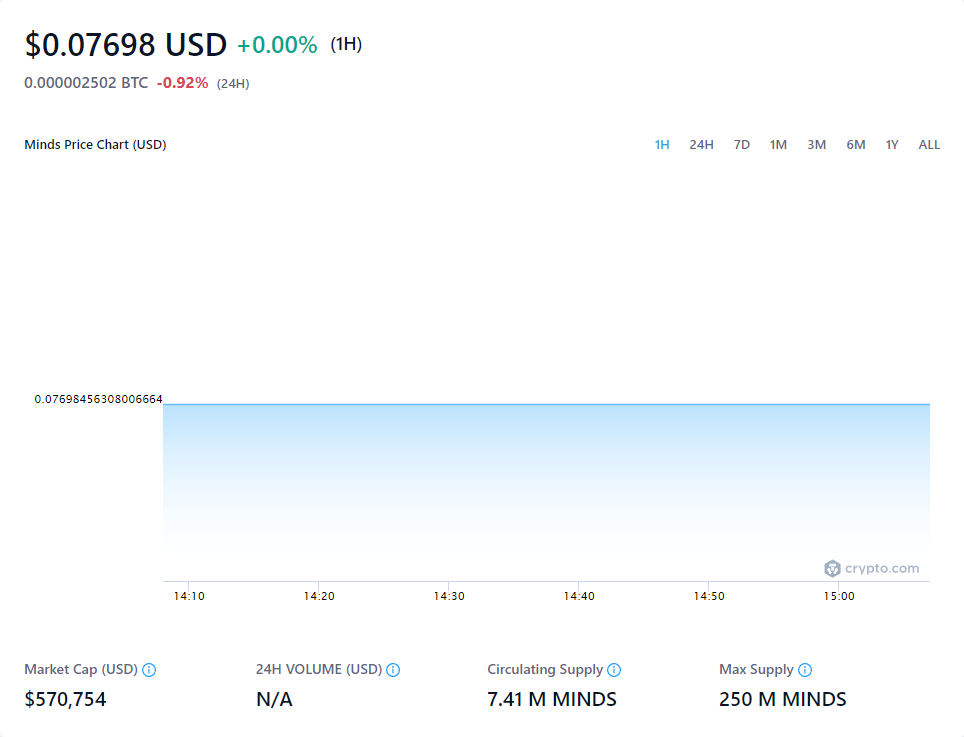 $0.07698 USD +0.00% (1H)
0.000002502 BTC -0.92% (24H)
Minds Price Chart (USD) 1H 24H 7D 1M 3M 6M 1Y ALL
0.07698456308006664
crypto.com
14:10 14:20 14:30 14:40 14:50 15:00
Market Cap (USD) 24H VOLUME (USD) Circulating Supply Max Supply
$570,754 N/A 7.41 M MINDS 250 M MINDS